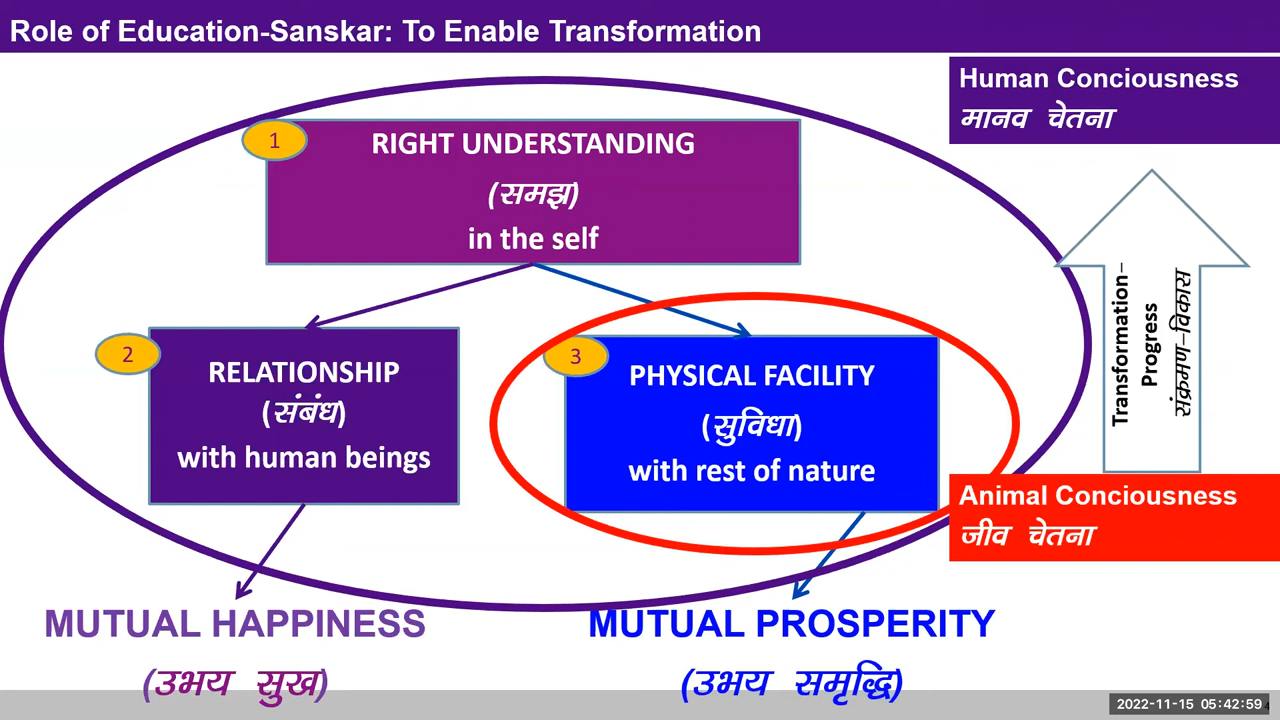 Role of Education-Sanskar: To Enable Transformation
Human Conciousness
मानव चेतना
1
RIGHT UNDERSTANDING
(समझ)
in the self
2
RELATIONSHIP
(संबंध)
with human beings
3
PHYSICAL FACILITY
(सुविधा)
with rest of nature
Transformation–
Progress
संक्रमण–विकास
Animal Conciousness
जीव चेतना
MUTUAL HAPPINESS
(उभय सुख)
MUTUAL PROSPERITY
(उभय समृद्धि)
2022-11-15 05:42:59